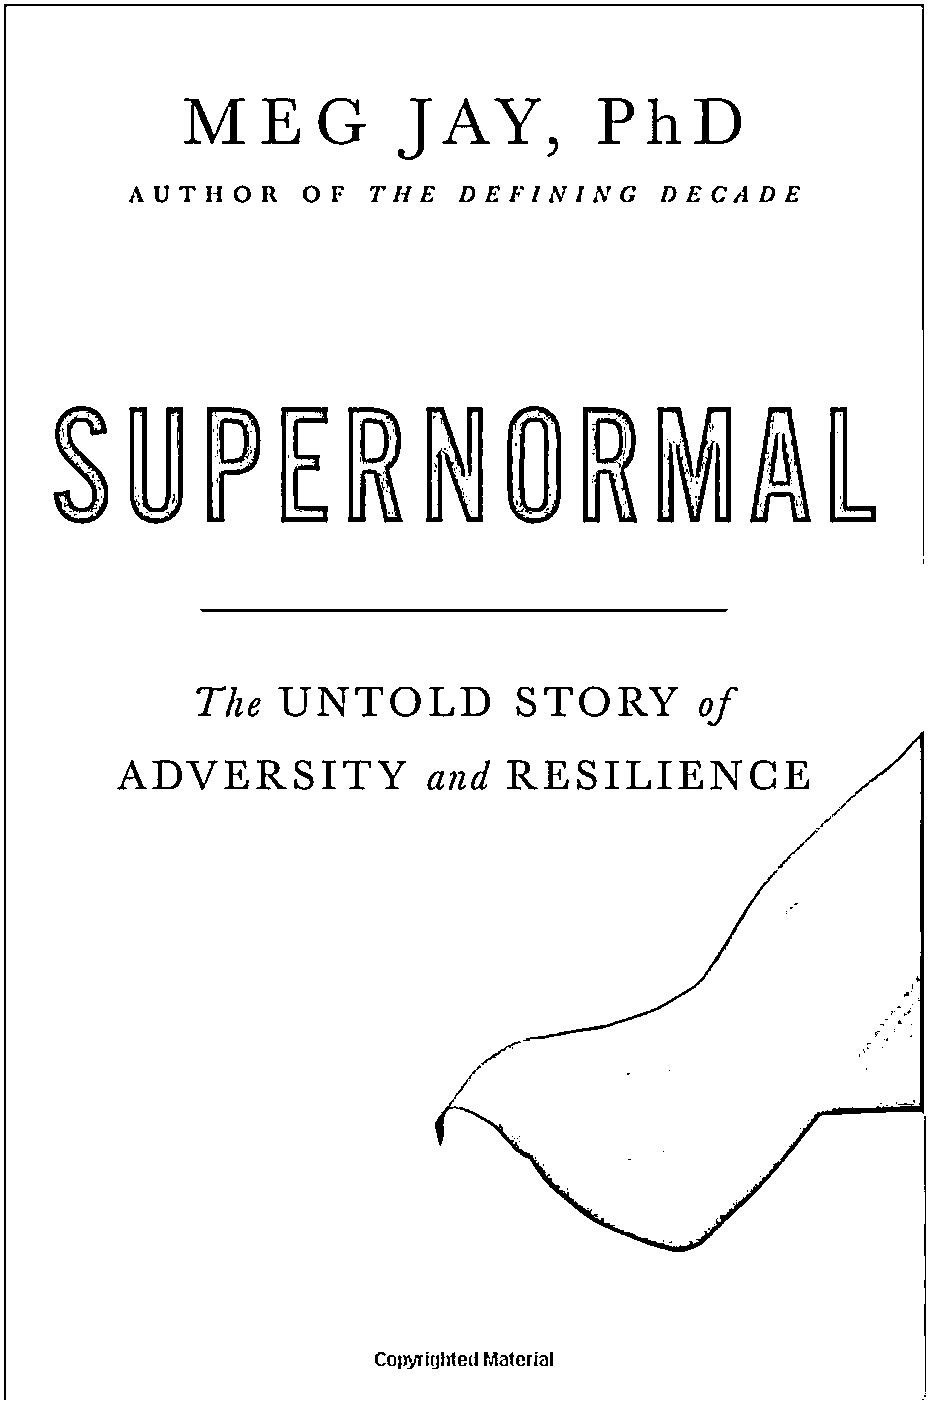 MEG JAY, PhD
AUTHOR OF THE DEFINING DECADE
SUPERNORMAL
The UNTOLD STORY of
ADVERSITY and RESILIENCE
Copyrighted Material